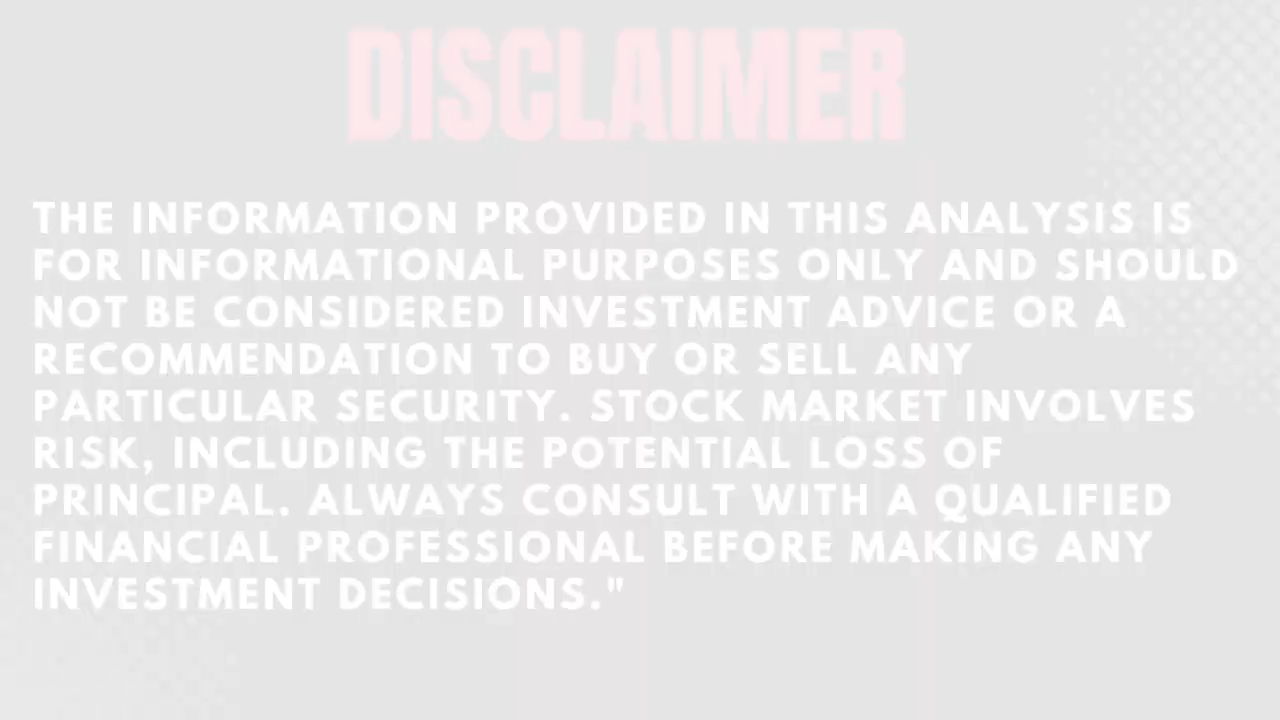 DISCLAIMER
THE INFORMATION PROVIDED IN THIS ANALYSIS IS
FOR INFORMATIONAL PURPOSES ONLY AND SHOULD
NOT BE CONSIDERED INVESTMENT ADVICE OR A
RECOMMENDATION TO BUY OR SELL ANY
PARTICULAR SECURITY. STOCK MARKET INVOLVES
RISK, INCLUDING THE POTENTIAL LOSS OF
PRINCIPAL. ALWAYS CONSULT WITH A QUALIFIED
FINANCIAL PROFESSIONAL BEFORE MAKING ANY
INVESTMENT DECISIONS."